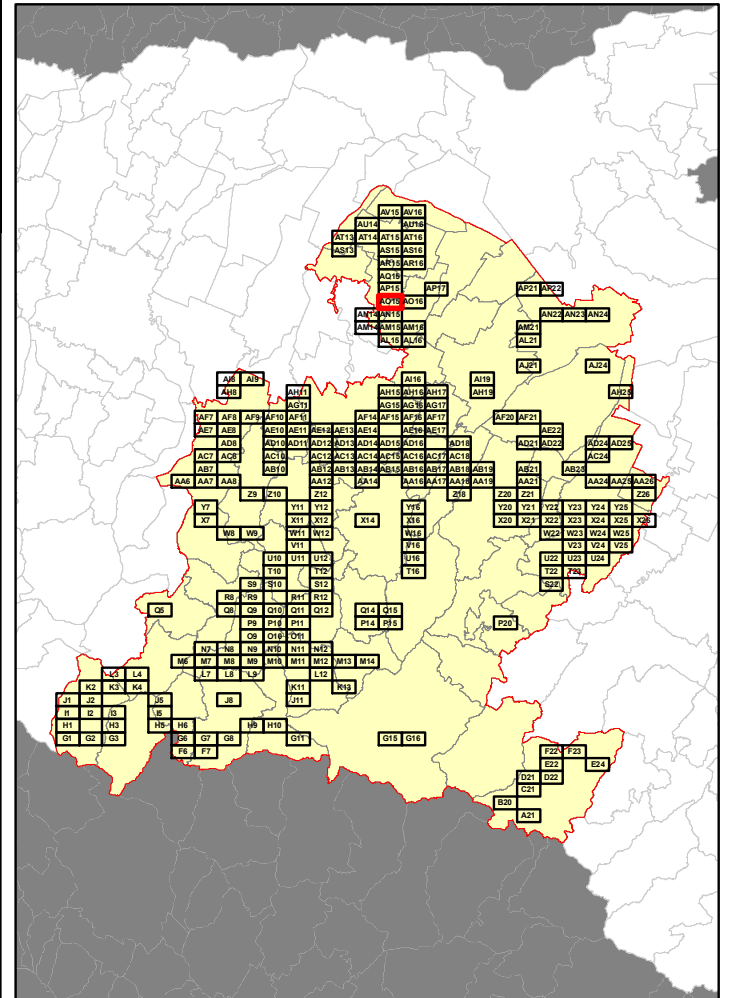 AV15 AV16
AU14 AU16
AT13 AT14 AT15 AT16
AS13 AS15 AS16
AR15 AR16
AQ15
AP15 AP17 AP21 AP22
AO15 AO16
AN14 AN15 AN22 AN23 AN24
AM14 AM15 AM16 AM21
AL15 AL16 AL21
AJ21 AJ24
AI8 AI9 AI16 AI19
AH8 AH11 AH15 AH16 AH17 AH19 AH25
AG11 AG15 AG16 AG17
AF7 AF8 AF9 AF10 AF11 AF14 AF15 AF16 AF17 AF20 AF21
AE7 AE8 AE10 AE11 AE12 AE13 AE14 AE16 AE17 AE22
AD8 AD10 AD11 AD12 AD13 AD14 AD15 AD16 AD18 AD21 AD22 AD24 AD25
AC7 AC8 AC10 AC12 AC13 AC14 AC15 AC16 AC17 AC18 AC24
AB7 AB10 AB12 AB13 AB14 AB15 AB16 AB17 AB18 AB19 AB21 AB23
AA6 AA7 AA8 AA12 AA14 AA16 AA17 AA18 AA19 AA21 AA24 AA25 AA26
Z9 Z10 Z12 Z18 Z20 Z21 Z26
Y7 Y11 Y12 Y16 Y20 Y21 Y22 Y23 Y24 Y25
X7 X11 X12 X14 X16 X20 X21 X22 X23 X24 X25 X26
W8 W9 W11 W12 W16 W22 W23 W24 W25
V11 V16 V23 V24 V25
U10 U11 U12 U16 U22 U23 U24
T10 T12 T16 T22 T23
S9 S10 S12 S22
R8 R9 R11 R12
Q5 Q8 Q9 Q10 Q11 Q12 Q14 Q15
P9 P10 P11 P14 P15 P20
O9 O10 O11
N7 N8 N9 N10 N11 N12
M6 M7 M8 M9 M10 M11 M12 M13 M14
L3 L4 L7 L8 L9 L12
K2 K3 K4 K11 K13
J1 J2 J5 J8 J11
I1 I2 I3 I5
H1 H3 H5 H6 H9 H10
G1 G2 G3 G6 G7 G8 G11 G15 G16
F6 F7 F22 F23
E22 E24
D21 D22
C21
B20
A21